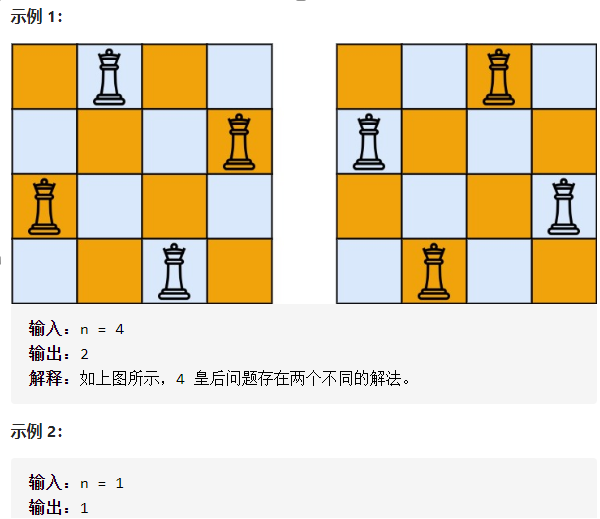 示例 1：
输入：n = 4
输出：2
解释：如上图所示，4 皇后问题存在两个不同的解法。
示例 2：
输入：n = 1
输出：1